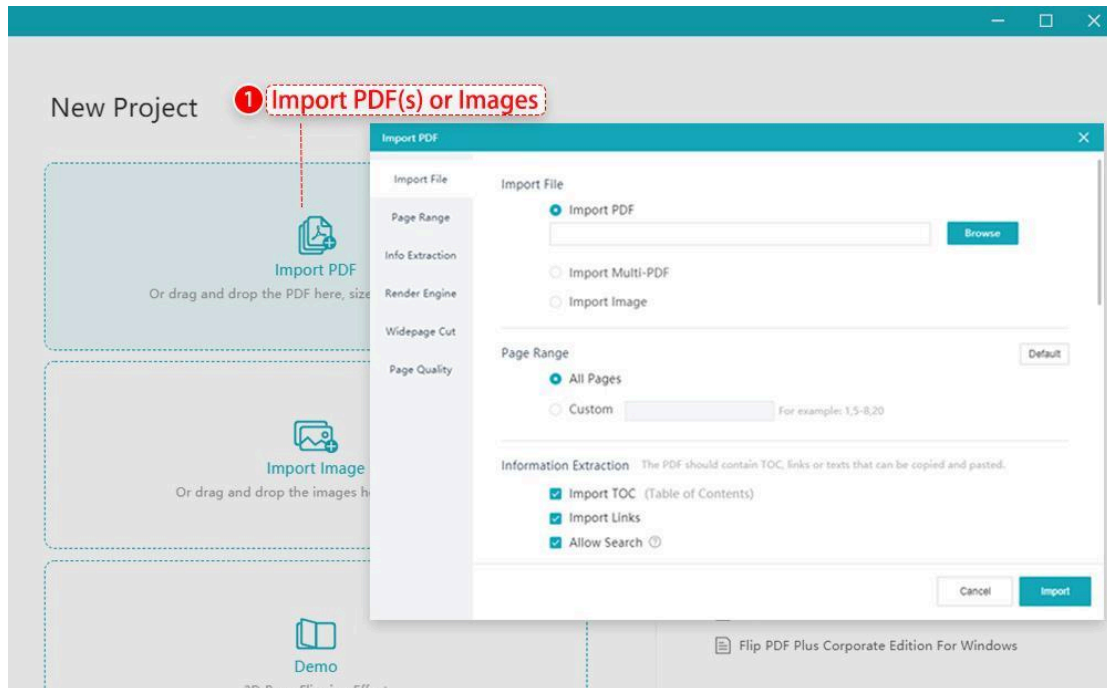 New Project
1 Import PDF(s) or Images
Import PDF
Or drag and drop the PDF here, size
Import Image
Or drag and drop the images
Demo
Import PDF
Import File
Page Range
Info Extraction
Render Engine
Widepage Cut
Page Quality
Import File
Import PDF
Browse
Import Multi-PDF
Import Image
Page Range
Default
All Pages
Custom
For example: 1,5-8,20
Information Extraction The PDF should contain TOC, links or texts that can be copied and pasted.
Import TOC (Table of Contents)
Import Links
Allow Search ?
Cancel
Import
Flip PDF Plus Corporate Edition For Windows